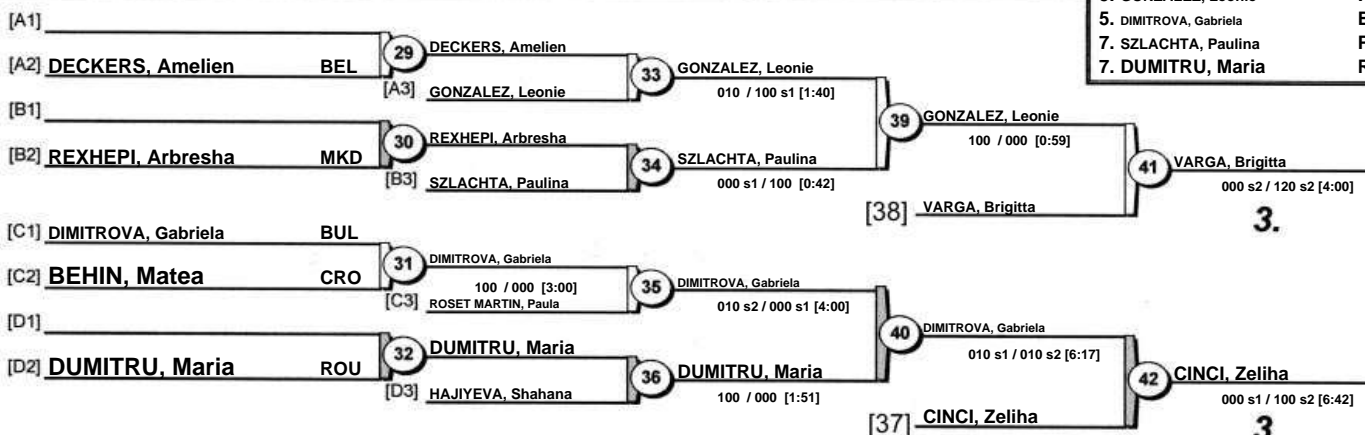 GONZALEZ, Leonie
5. DIMITROVA, Gabriela
7. SZLACHTA, Paulina
7. DUMITRU, Maria R
[A1]
[A2] DECKERS, Amelien BEL
29 DECKERS, Amelien
[A3] GONZALEZ, Leonie
33 GONZALEZ, Leonie
010 / 100 s1 [1:40]
[B1]
[B2] REXHEPI, Arbresha MKD
30 REXHEPI, Arbresha
[B3] SZLACHTA, Paulina
34 SZLACHTA, Paulina
000 s1 / 100 [0:42]
39 GONZALEZ, Leonie
100 / 000 [0:59]
[38] VARGA, Brigitta
41 VARGA, Brigitta
000 s2 / 120 s2 [4:00]
3.
[C1] DIMITROVA, Gabriela BUL
[C2] BEHIN, Matea CRO
31 DIMITROVA, Gabriela
100 / 000 [3:00]
[C3] ROSET MARTIN, Paula
35 DIMITROVA, Gabriela
010 s2 / 000 s1 [4:00]
[D1]
[D2] DUMITRU, Maria ROU
32 DUMITRU, Maria
[D3] HAJIYEVA, Shahana
36 DUMITRU, Maria
100 / 000 [1:51]
40 DIMITROVA, Gabriela
010 s1 / 010 s2 [6:17]
[37] CINCI, Zeliha
42 CINCI, Zeliha
000 s1 / 100 s2 [6:42]
3